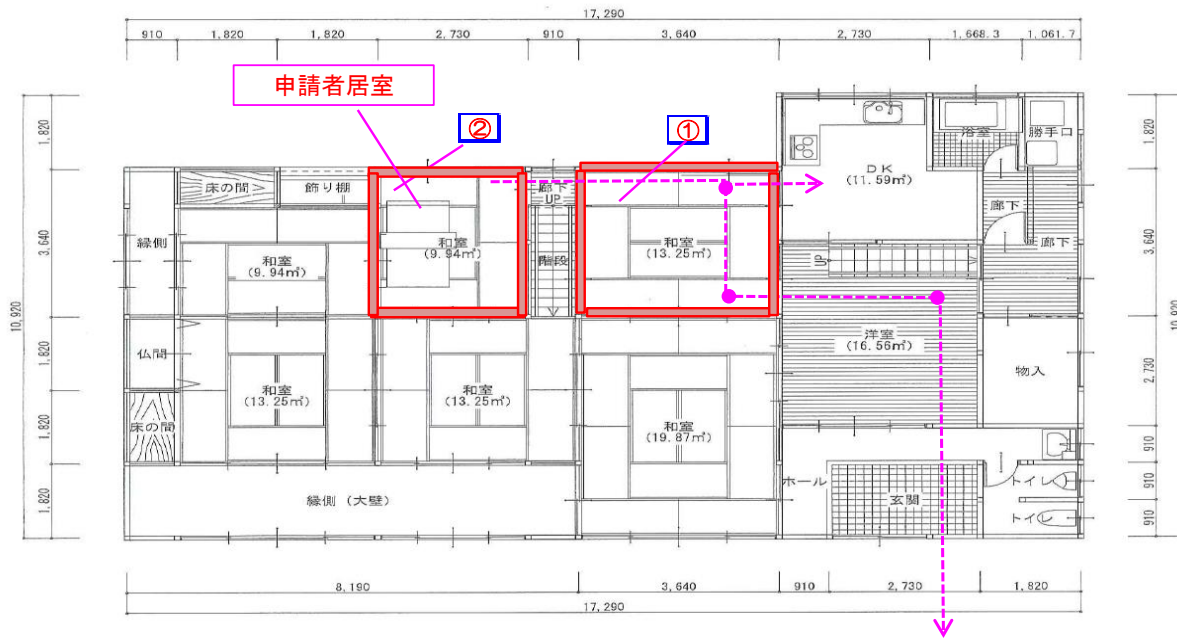 17,290
910 1,820 1,820 2,730 910 3,640 2,730 1,668.3 1,061.7
申請者居室
② ①
1,820
3,640
1,820
1,820
1,820
10,920
床の間 飾り棚 廊下 UP
縁側
和室
(9.94㎡)
和室
(9.94㎡)
階段
和室
(13.25㎡)
DK
(11.59㎡)
浴室 勝手口
廊下
廊下
UP
仏間
床の間
和室
(13.25㎡)
和室
(13.25㎡)
和室
(19.87㎡)
洋室
(16.56㎡)
物入
縁側(大壁)
ホール
玄関
トイレ
トイレ
1,820
3,640
2,730
910
910
910
10,920
8,190 3,640 910 2,730 1,820
17,290